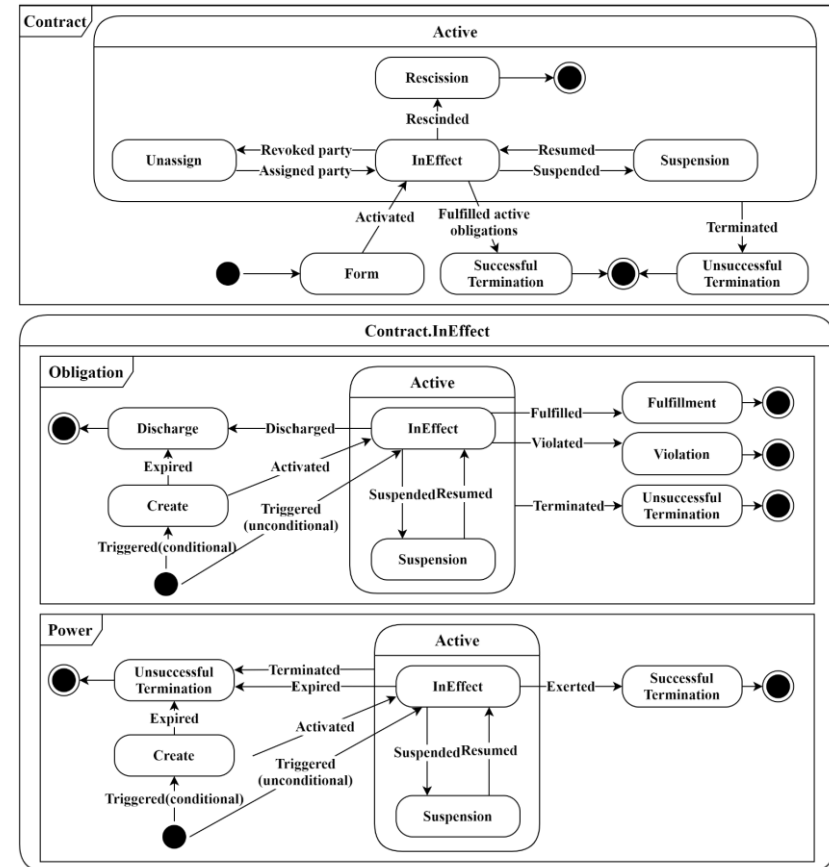 Contract
Active
Rescission
Rescinded
Unassign
Revoked party
Assigned party
InEffect
Resumed
Suspended
Suspension
Activated
Fulfilled active
obligations
Terminated
Form
Successful
Termination
Unsuccessful
Termination
Contract.InEffect
Obligation
Active
Discharge
Discharged
InEffect
Fulfilled
Fulfillment
Violated
Violation
Expired
Activated
Create
Triggered
(unconditional)
Suspended
Resumed
Terminated
Unsuccessful
Termination
Triggered(conditional)
Suspension
Power
Active
Unsuccessful
Termination
Terminated
Expired
InEffect
Exerted
Successful
Termination
Expired
Activated
Create
Triggered
(unconditional)
Suspended
Resumed
Triggered(conditional)
Suspension